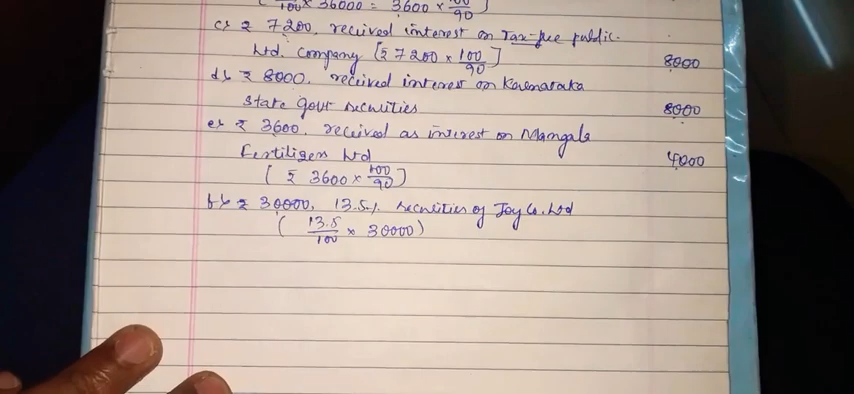 100 × 36000 = 3600 × 100/90 ]
c) ₹ 7200, received interest on Tax-free public.
Ltd. Company [₹ 7200 × 100/90 ] 8000
d) ₹ 8000, received interest on Karnataka
State Govt securities 8000
e) ₹ 3600, received as interest on Mangala
Fertilizers Ltd 4000
[ ₹ 3600 × 100/90 ]
f) ₹ 30000, 13.5% securities of Joy Co. Ltd
( 13.5/100 × 30000)